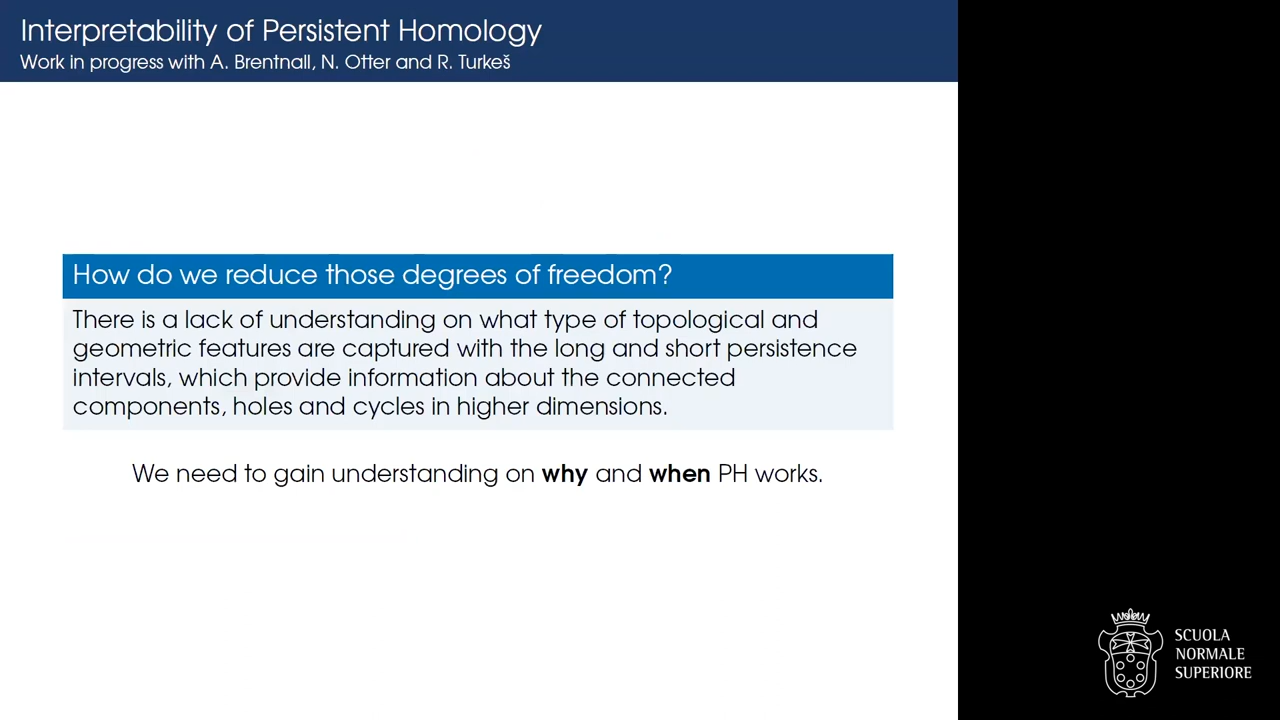 Interpretability of Persistent Homology
Work in progress with A. Brentnall, N. Otter and R. Turkeš
How do we reduce those degrees of freedom?
There is a lack of understanding on what type of topological and
geometric features are captured with the long and short persistence
intervals, which provide information about the connected
components, holes and cycles in higher dimensions.
We need to gain understanding on why and when PH works.
SCUOLA
NORMALE
SUPERIORE